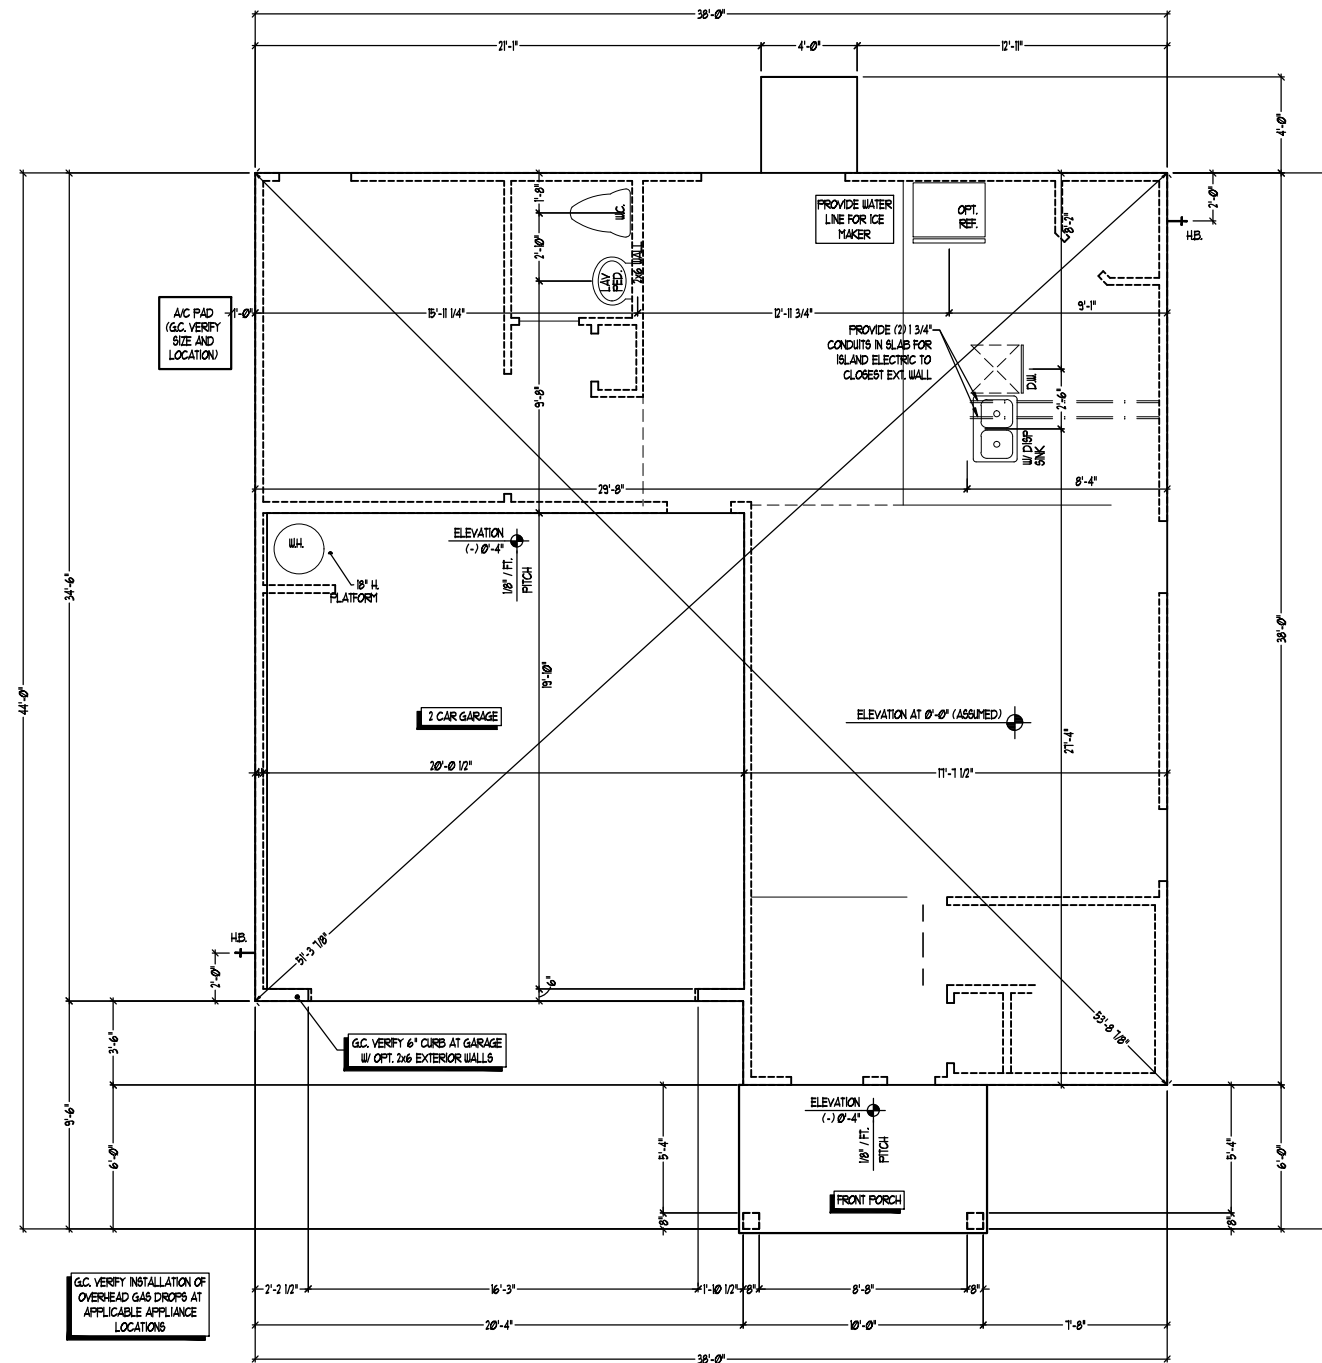 38'-0"
21'-1"
4'-0"
12'-11"
4'-0"
2'-0"
H.B.
1'-8"
W.C.
2'-10"
LAV
PED.
2x6 WALL
PROVIDE WATER
LINE FOR ICE
MAKER
OPT.
REF.
8'-2"
A/C PAD
(G.C. VERIFY
SIZE AND
LOCATION)
1'-0"
15'-11 1/4"
12'-11 3/4"
9'-1"
PROVIDE (2) 1 3/4"
CONDUITS IN SLAB FOR
ISLAND ELECTRIC TO
CLOSEST EXT. WALL
D.W.
2'-6"
W/ DISP
SINK
9'-8"
29'-8"
8'-4"
W.H.
18" H.
PLATFORM
ELEVATION
(-) 0'-4"
1/8" / FT.
PITCH
34'-6"
44'-0"
38'-0"
19'-10"
2 CAR GARAGE
ELEVATION AT 0'-0" (ASSUMED)
27'-4"
4"
20'-0 1/2"
17'-7 1/2"
H.B.
2'-0"
51'-3 7/8"
6"
53'-8 7/8"
G.C. VERIFY 6" CURB AT GARAGE
W/ OPT. 2x6 EXTERIOR WALLS
3'-6"
9'-6"
6'-0"
ELEVATION
(-) 0'-4"
1/8" / FT.
PITCH
5'-4"
8"
FRONT PORCH
5'-4"
8"
6'-0"
G.C. VERIFY INSTALLATION OF
OVERHEAD GAS DROPS AT
APPLICABLE APPLIANCE
LOCATIONS
2'-2 1/2"
16'-3"
1'-10 1/2"
8"
8'-8"
8"
20'-4"
10'-0"
7'-8"
38'-0"